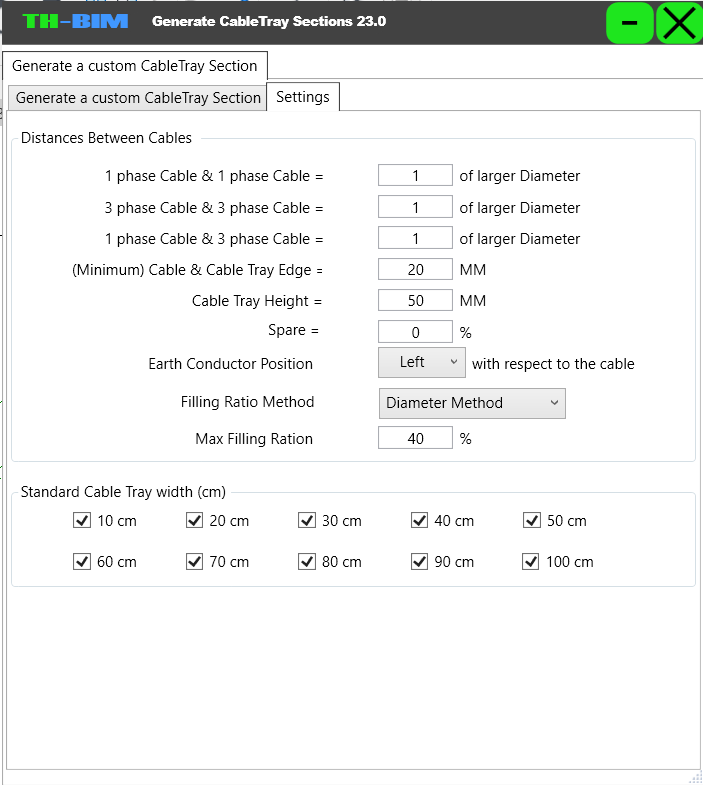 TH-BIM Generate CableTray Sections 23.0
Generate a custom CableTray Section
Generate a custom CableTray Section Settings
Distances Between Cables
1 phase Cable & 1 phase Cable = 1 of larger Diameter
3 phase Cable & 3 phase Cable = 1 of larger Diameter
1 phase Cable & 3 phase Cable = 1 of larger Diameter
(Minimum) Cable & Cable Tray Edge = 20 MM
Cable Tray Height = 50 MM
Spare = 0 %
Earth Conductor Position Left with respect to the cable
Filling Ratio Method Diameter Method
Max Filling Ration 40 %
Standard Cable Tray width (cm)
10 cm 20 cm 30 cm 40 cm 50 cm
60 cm 70 cm 80 cm 90 cm 100 cm